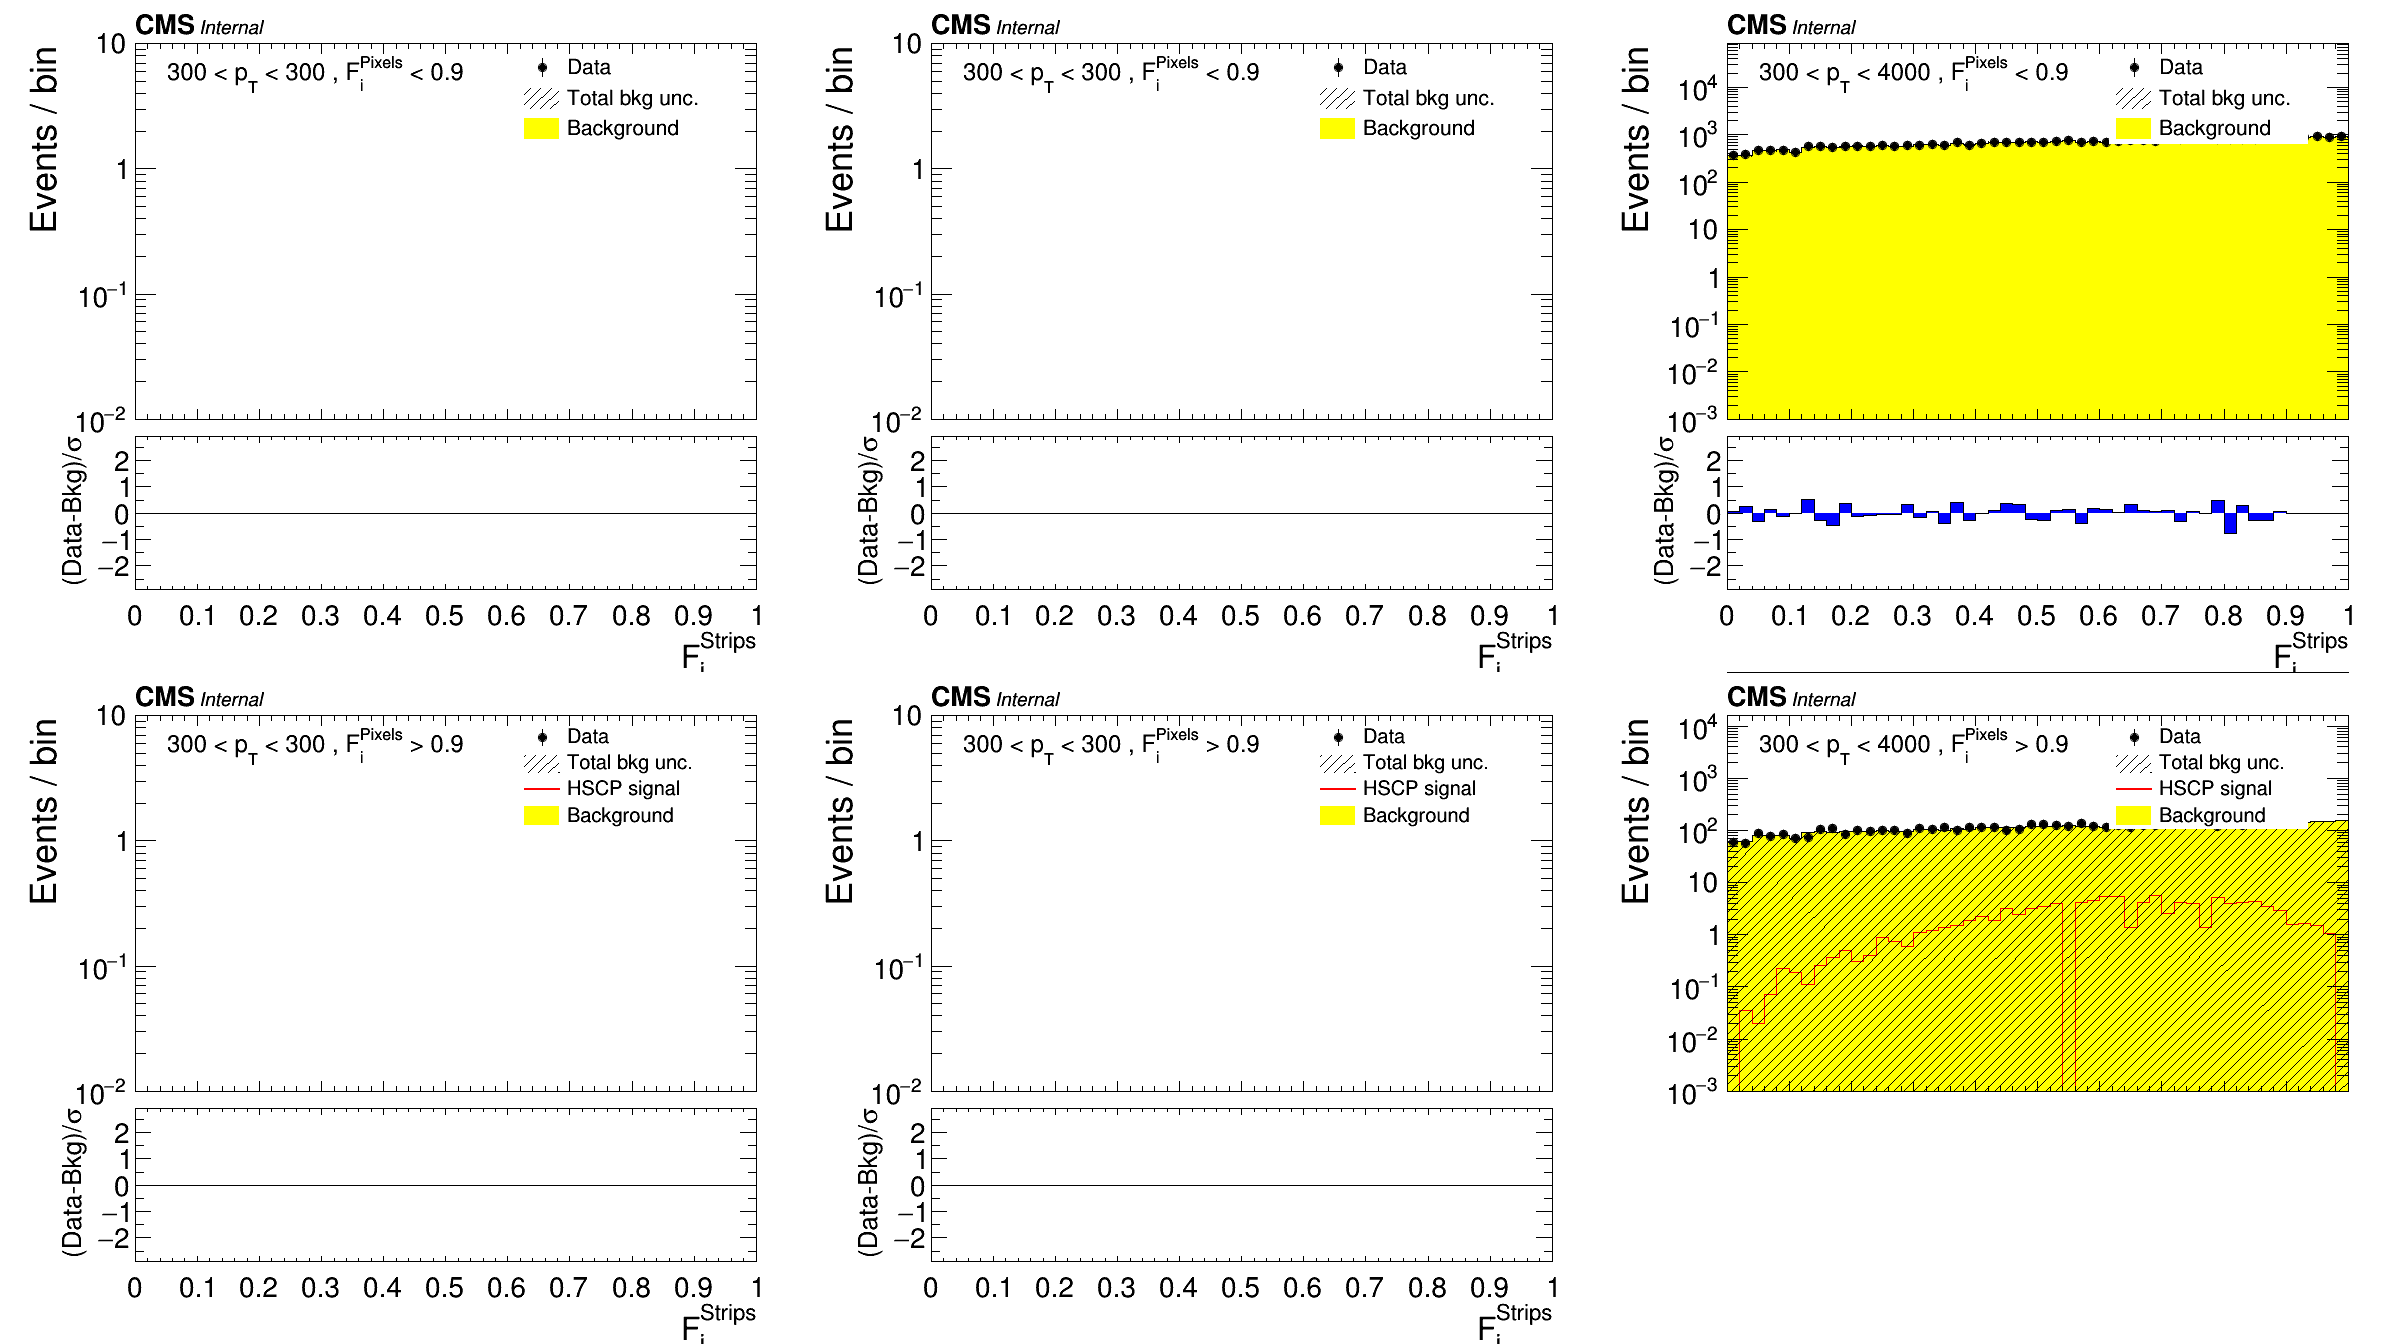 CMS Internal
Events / bin
300 < p_T < 300 , F_i^Pixels < 0.9
Data
Total bkg unc.
Background
10
1
10^−1
10^−2
(Data-Bkg)/σ
2
1
0
−1
−2
0 0.1 0.2 0.3 0.4 0.5 0.6 0.7 0.8 0.9 1
F_i^Strips
CMS Internal
Events / bin
300 < p_T < 300 , F_i^Pixels < 0.9
Data
Total bkg unc.
Background
10
1
10^−1
10^−2
(Data-Bkg)/σ
2
1
0
−1
−2
0 0.1 0.2 0.3 0.4 0.5 0.6 0.7 0.8 0.9 1
F_i^Strips
CMS Internal
Events / bin
300 < p_T < 4000 , F_i^Pixels < 0.9
Data
Total bkg unc.
Background
10^4
10^3
10^2
10
1
10^−1
10^−2
10^−3
(Data-Bkg)/σ
2
1
0
−1
−2
0 0.1 0.2 0.3 0.4 0.5 0.6 0.7 0.8 0.9 1
F_i^Strips
CMS Internal
Events / bin
300 < p_T < 300 , F_i^Pixels > 0.9
Data
Total bkg unc.
HSCP signal
Background
10
1
10^−1
10^−2
(Data-Bkg)/σ
2
1
0
−1
−2
0 0.1 0.2 0.3 0.4 0.5 0.6 0.7 0.8 0.9 1
F_i^Strips
CMS Internal
Events / bin
300 < p_T < 300 , F_i^Pixels > 0.9
Data
Total bkg unc.
HSCP signal
Background
10
1
10^−1
10^−2
(Data-Bkg)/σ
2
1
0
−1
−2
0 0.1 0.2 0.3 0.4 0.5 0.6 0.7 0.8 0.9 1
F_i^Strips
CMS Internal
Events / bin
300 < p_T < 4000 , F_i^Pixels > 0.9
Data
Total bkg unc.
HSCP signal
Background
10^4
10^3
10^2
10
1
10^−1
10^−2
10^−3